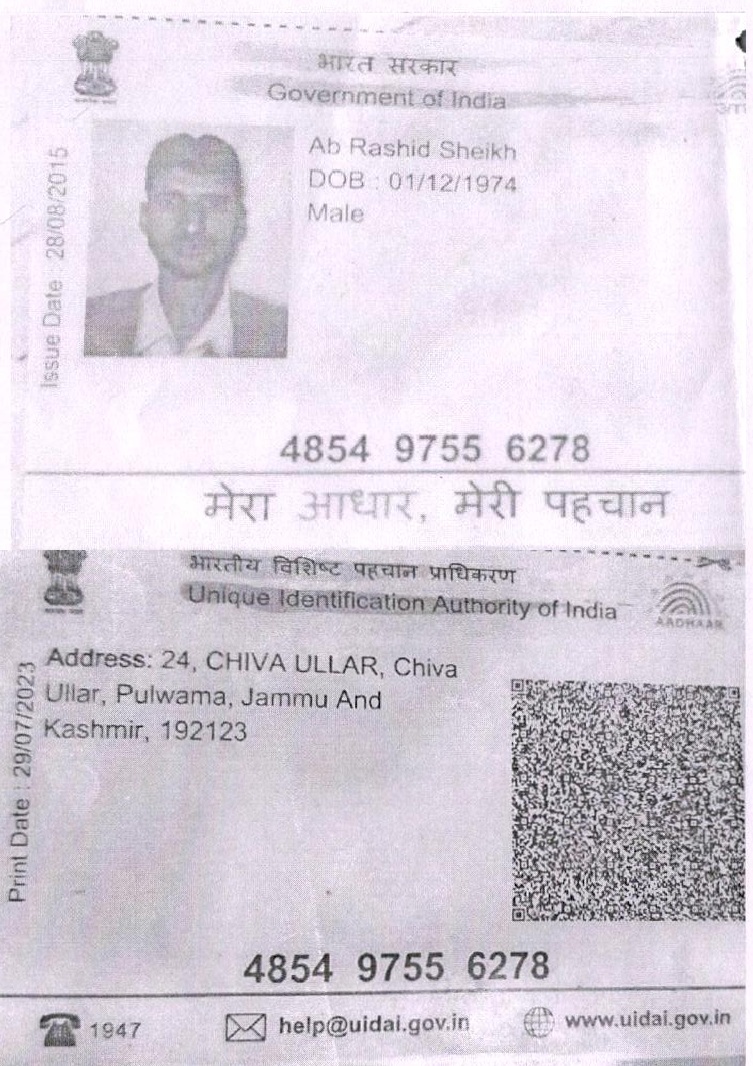 भारत सरकार
Government of India
Issue Date : 28/08/2015
Ab Rashid Sheikh
DOB : 01/12/1974
Male
4854 9755 6278
मेरा आधार, मेरी पहचान
भारतीय विशिष्ट पहचान प्राधिकरण
Unique Identification Authority of India
AADHAAR
Print Date : 29/07/2023
Address: 24, CHIVA ULLAR, Chiva
Ullar, Pulwama, Jammu And
Kashmir, 192123
4854 9755 6278
1947
help@uidai.gov.in
www.uidai.gov.in